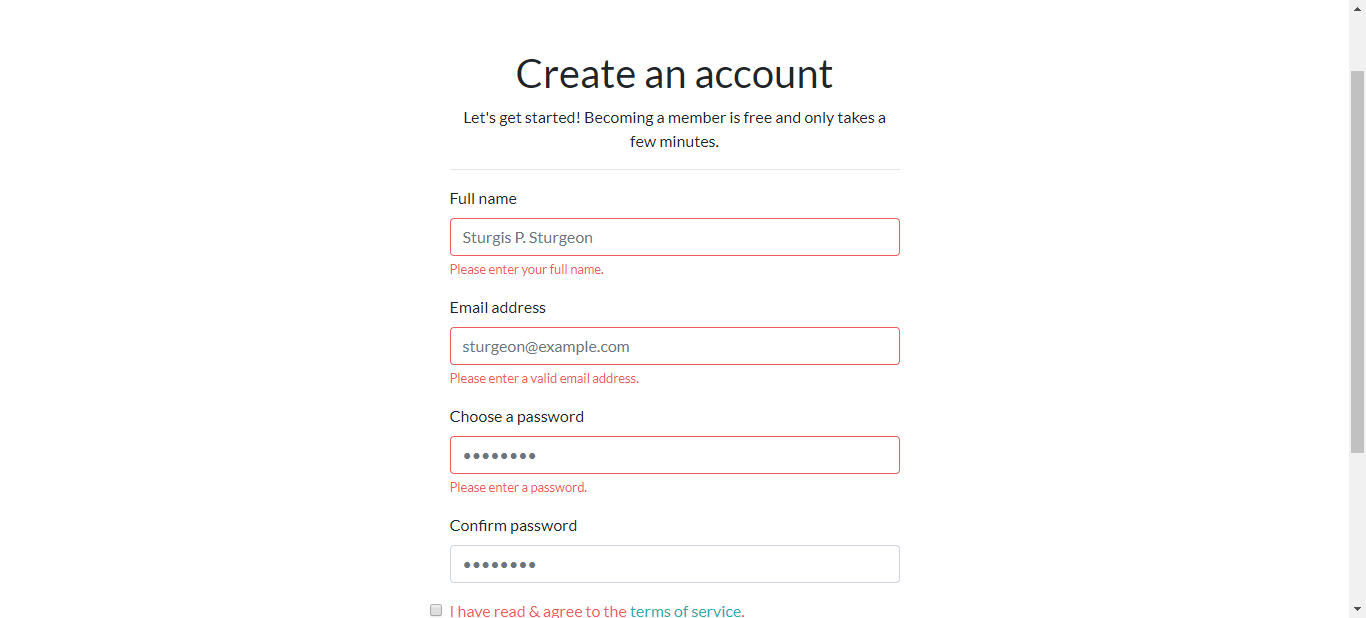 Create an account
Let's get started! Becoming a member is free and only takes a
few minutes.
Full name
Sturgis P. Sturgeon
Please enter your full name.
Email address
sturgeon@example.com
Please enter a valid email address.
Choose a password
••••••••
Please enter a password.
Confirm password
••••••••
I have read & agree to the terms of service.